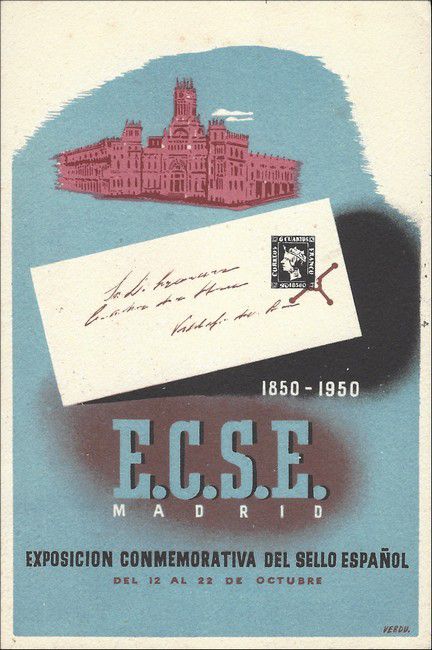 6 CUARTOS
CORREOS
FRANCO
1850 - 1950
E.C.S.E.
MADRID
EXPOSICION CONMEMORATIVA DEL SELLO ESPAÑOL
DEL 12 AL 22 DE OCTUBRE
VERDU.